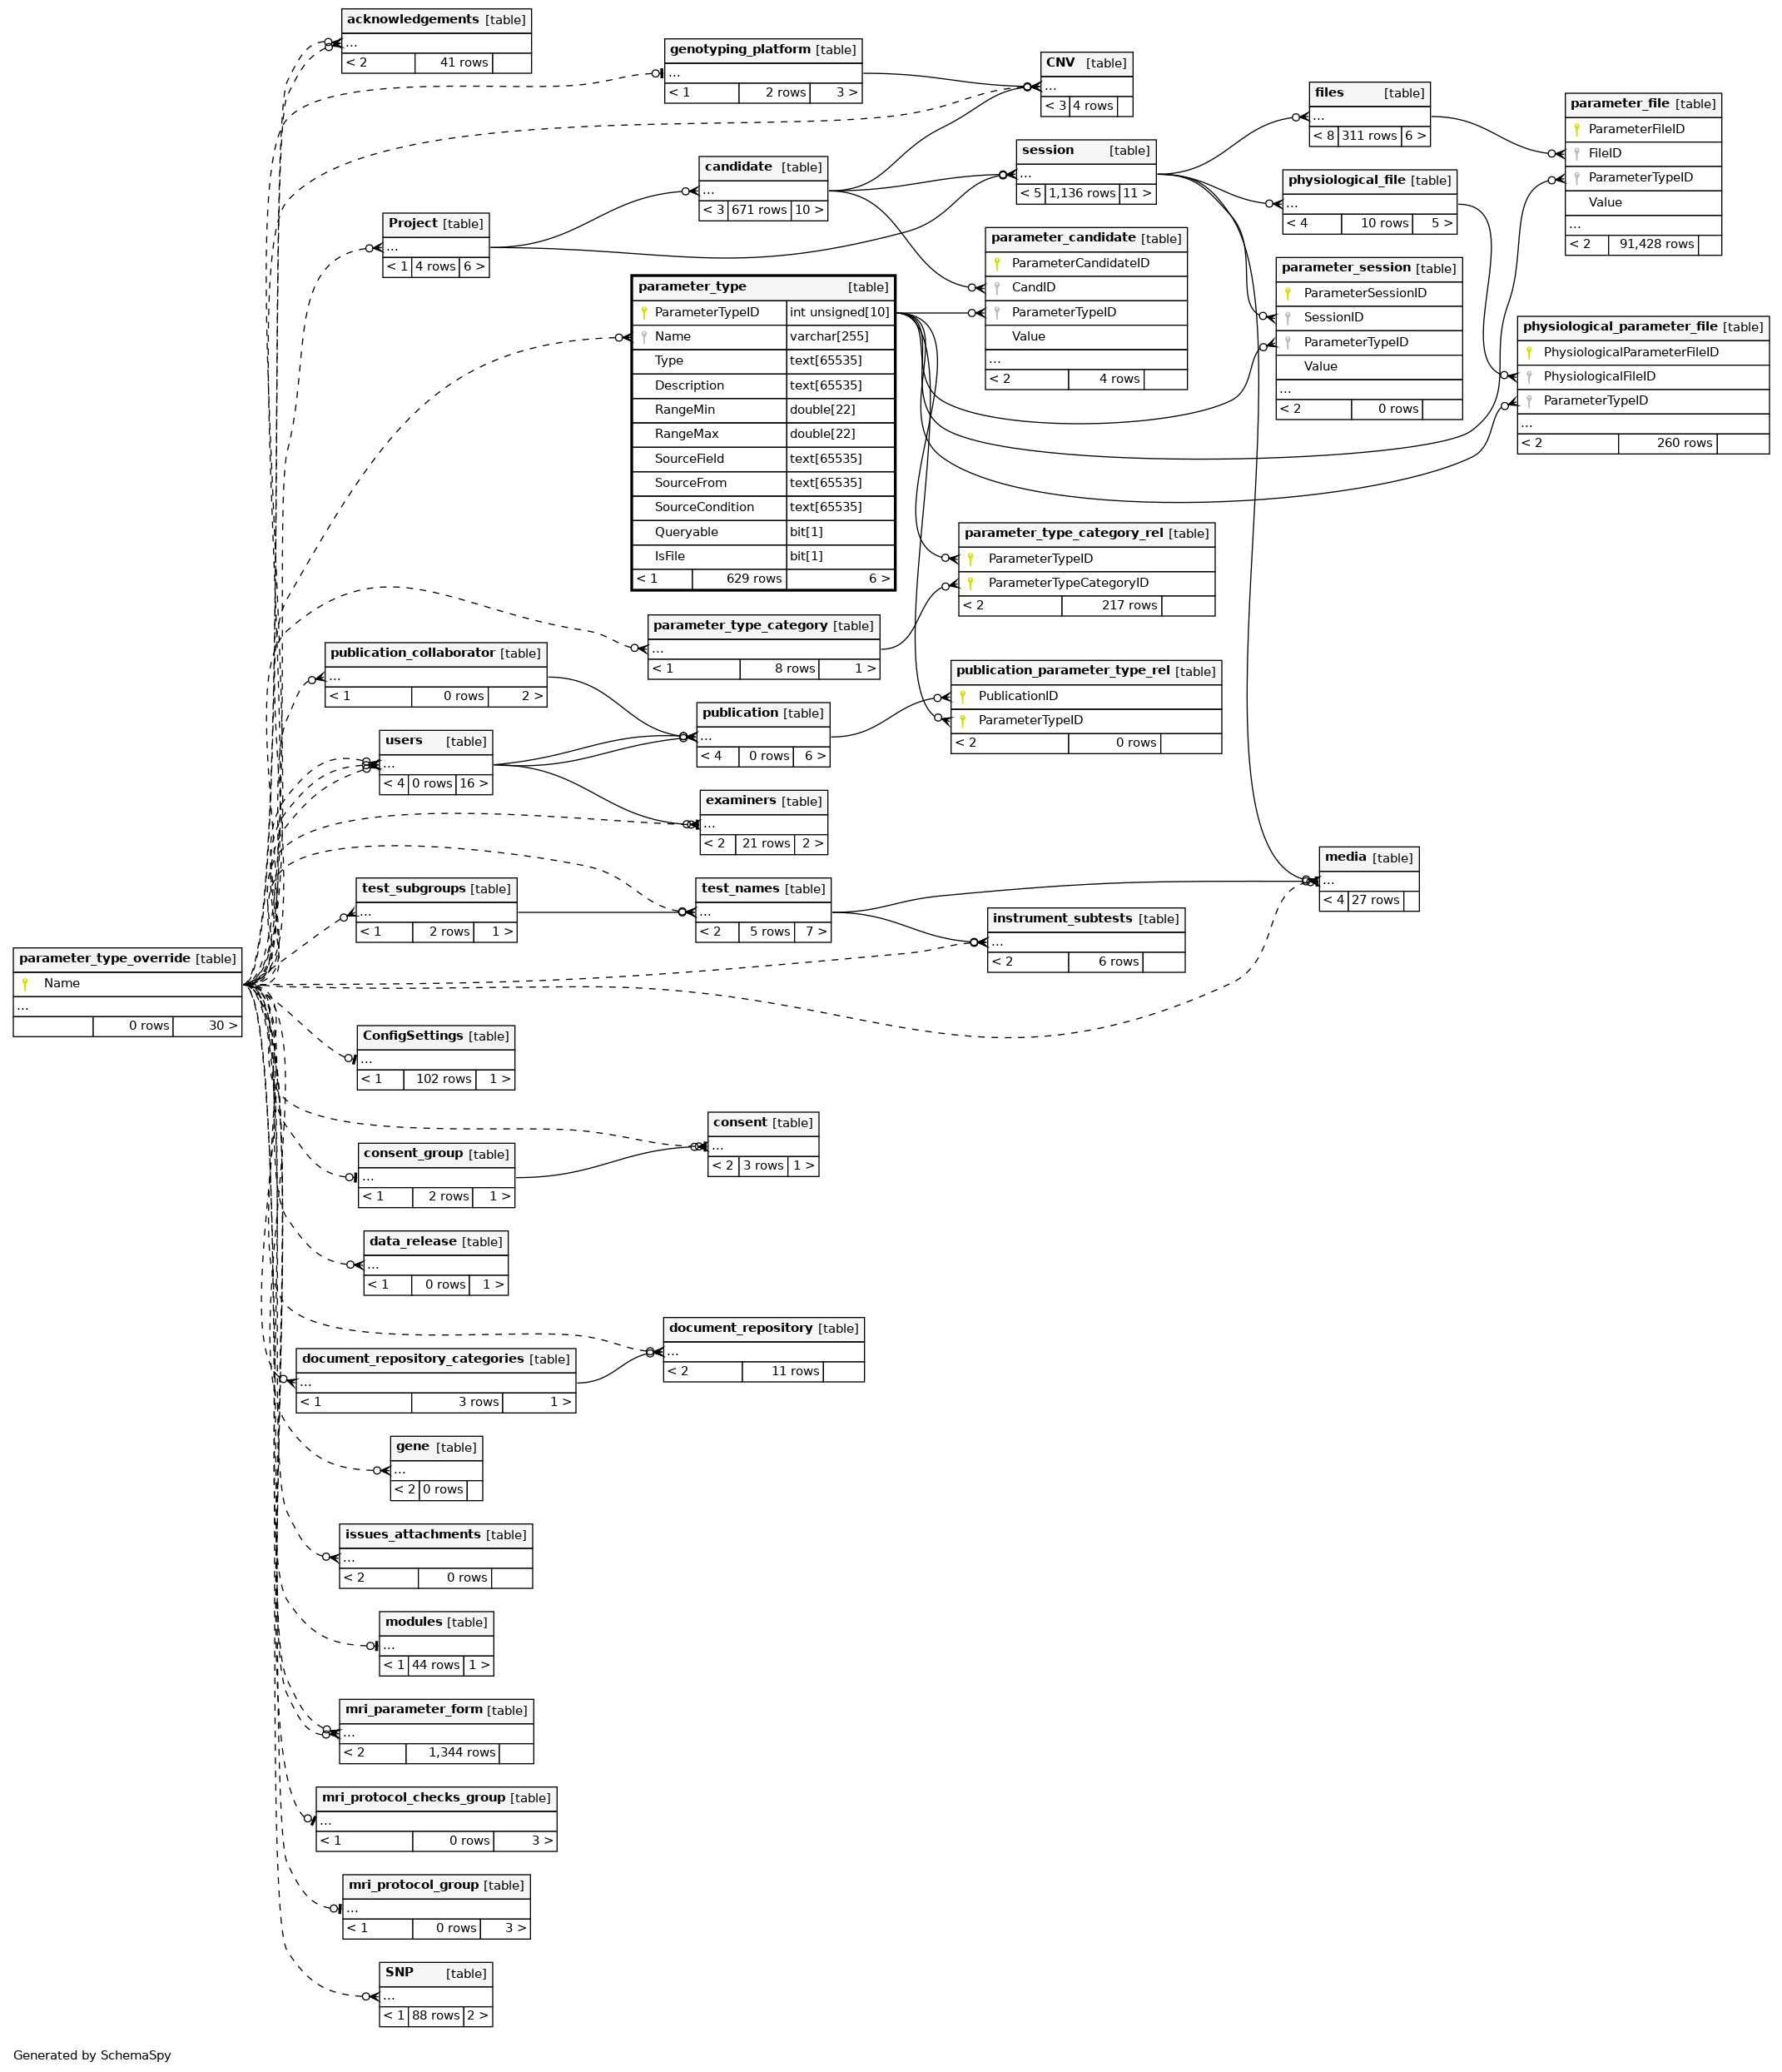 acknowledgements [table]
...
< 2 41 rows
genotyping_platform [table]
...
< 1 2 rows 3 >
CNV [table]
...
< 3 4 rows
files [table]
...
< 8 311 rows 6 >
parameter_file [table]
ParameterFileID
FileID
ParameterTypeID
Value
...
< 2 91,428 rows
candidate [table]
...
< 3 671 rows 10 >
session [table]
...
< 5 1,136 rows 11 >
physiological_file [table]
...
< 4 10 rows 5 >
Project [table]
...
< 1 4 rows 6 >
parameter_candidate [table]
ParameterCandidateID
CandID
ParameterTypeID
Value
...
< 2 4 rows
parameter_session [table]
ParameterSessionID
SessionID
ParameterTypeID
Value
...
< 2 0 rows
physiological_parameter_file [table]
PhysiologicalParameterFileID
PhysiologicalFileID
ParameterTypeID
...
< 2 260 rows
parameter_type [table]
ParameterTypeID int unsigned[10]
Name varchar[255]
Type text[65535]
Description text[65535]
RangeMin double[22]
RangeMax double[22]
SourceField text[65535]
SourceFrom text[65535]
SourceCondition text[65535]
Queryable bit[1]
IsFile bit[1]
< 1 629 rows 6 >
parameter_type_category_rel [table]
ParameterTypeID
ParameterTypeCategoryID
< 2 217 rows
parameter_type_category [table]
...
< 1 8 rows 1 >
publication_collaborator [table]
...
< 1 0 rows 2 >
publication_parameter_type_rel [table]
PublicationID
ParameterTypeID
< 2 0 rows
publication [table]
...
< 4 0 rows 6 >
users [table]
...
< 4 0 rows 16 >
examiners [table]
...
< 2 21 rows 2 >
media [table]
...
< 4 27 rows
test_subgroups [table]
...
< 1 2 rows 1 >
test_names [table]
...
< 2 5 rows 7 >
instrument_subtests [table]
...
< 2 6 rows
parameter_type_override [table]
Name
...
0 rows 30 >
ConfigSettings [table]
...
< 1 102 rows 1 >
consent [table]
...
< 2 3 rows 1 >
consent_group [table]
...
< 1 2 rows 1 >
data_release [table]
...
< 1 0 rows 1 >
document_repository [table]
...
< 2 11 rows
document_repository_categories [table]
...
< 1 3 rows 1 >
gene [table]
...
< 2 0 rows
issues_attachments [table]
...
< 2 0 rows
modules [table]
...
< 1 44 rows 1 >
mri_parameter_form [table]
...
< 2 1,344 rows
mri_protocol_checks_group [table]
...
< 1 0 rows 3 >
mri_protocol_group [table]
...
< 1 0 rows 3 >
SNP [table]
...
< 1 88 rows 2 >
Generated by SchemaSpy